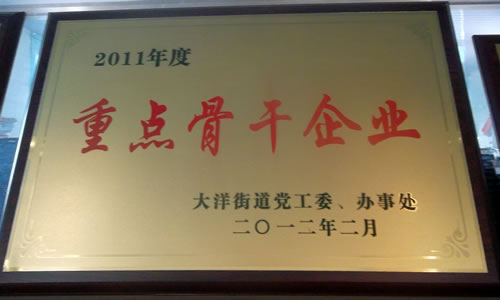 2011年度
重点骨干企业
大洋街道党工委、办事处
二〇一二年二月